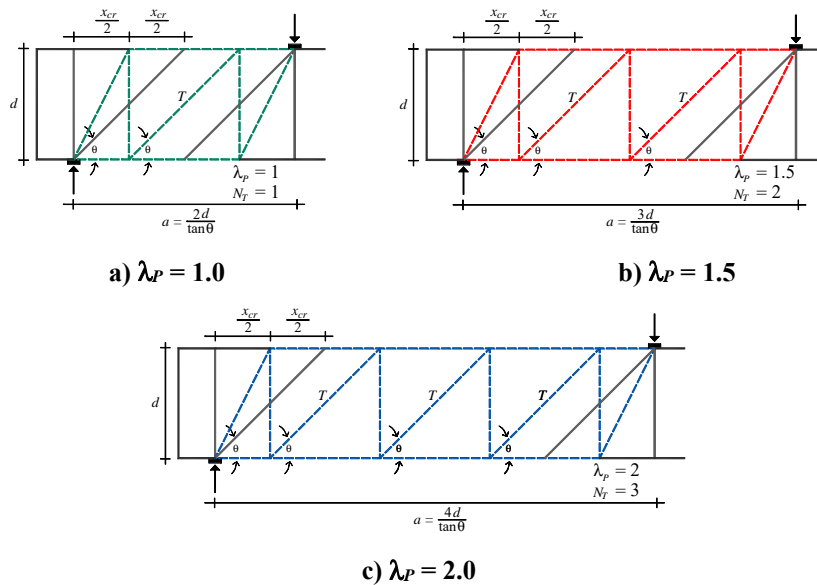 x_cr/2 x_cr/2
d
T
θ θ
λ_P = 1
N_T = 1
a = 2d/tanθ
a) λ_P = 1.0
x_cr/2 x_cr/2
d
T T
θ θ θ
λ_P = 1.5
N_T = 2
a = 3d/tanθ
b) λ_P = 1.5
x_cr/2 x_cr/2
d
T T T
θ θ θ θ
λ_P = 2
N_T = 3
a = 4d/tanθ
c) λ_P = 2.0